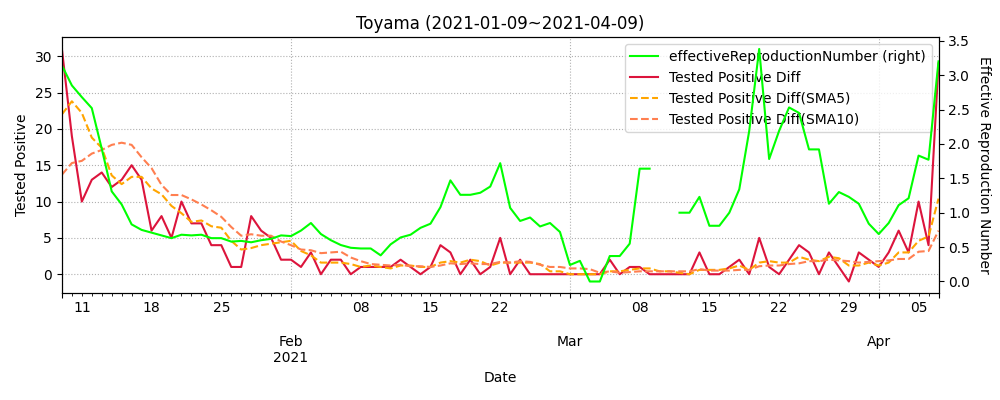 Toyama (2021-01-09~2021-04-09)
effectiveReproductionNumber (right)
Tested Positive Diff
Tested Positive Diff(SMA5)
Tested Positive Diff(SMA10)
Tested Positive
30
25
20
15
10
5
0
Effective Reproduction Number
3.5
3.0
2.5
2.0
1.5
1.0
0.5
0.0
11 18 25 08 15 22 08 15 22 29 05
Feb Mar Apr
2021
Date